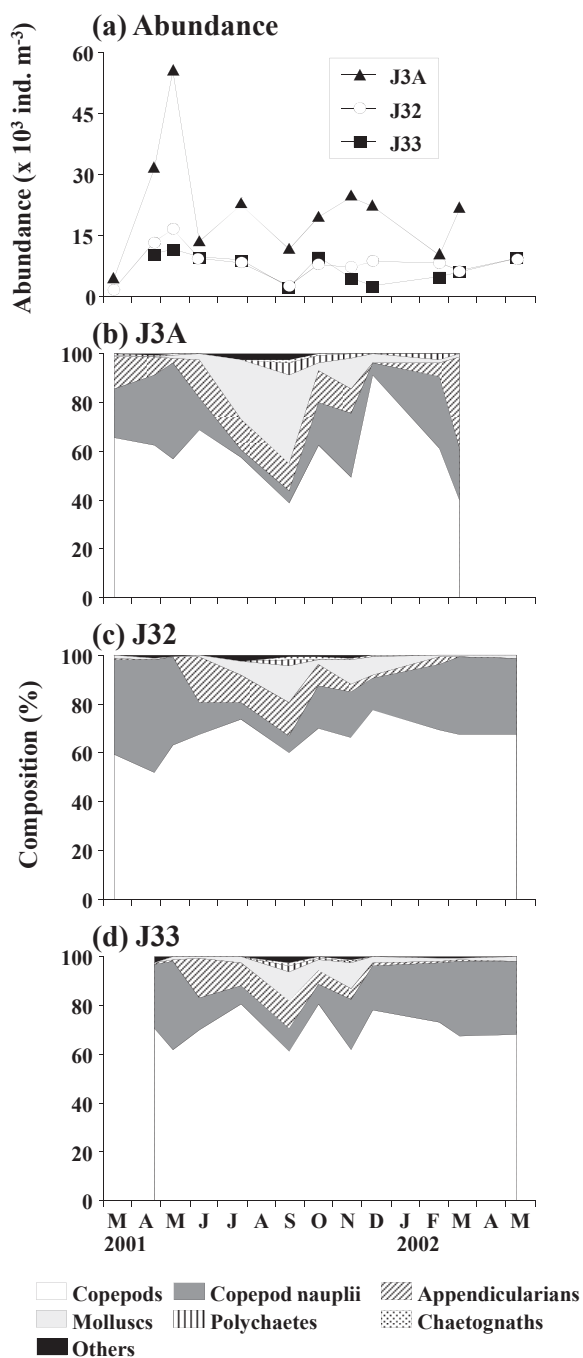 (a) Abundance
Abundance (x 10³ ind. m⁻³)
60
45
30
15
0
J3A
J32
J33
(b) J3A
100
80
60
40
20
0
(c) J32
Composition (%)
100
80
60
40
20
0
(d) J33
100
80
60
40
20
0
M A M J J A S O N D J F M A M
2001 2002
Copepods Copepod nauplii Appendicularians
Molluscs Polychaetes Chaetognaths
Others